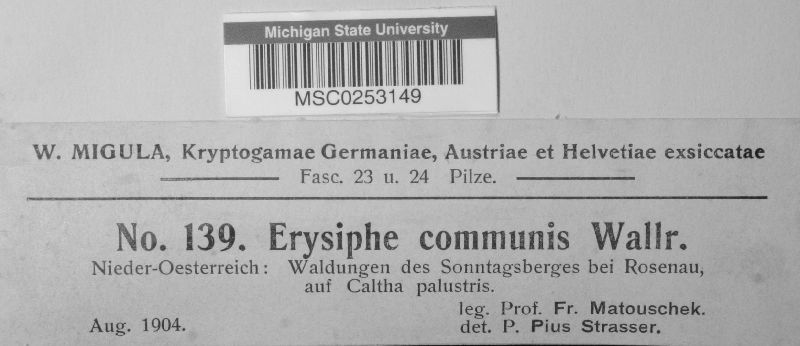 Michigan State University
MSC0253149
W. MIGULA, Kryptogamae Germaniae, Austriae et Helvetiae exsiccatae
Fasc. 23 u. 24 Pilze.
No. 139. Erysiphe communis Wallr.
Nieder-Oesterreich: Waldungen des Sonntagsberges bei Rosenau,
auf Caltha palustris.
leg. Prof. Fr. Matouschek.
Aug. 1904. det. P. Pius Strasser.